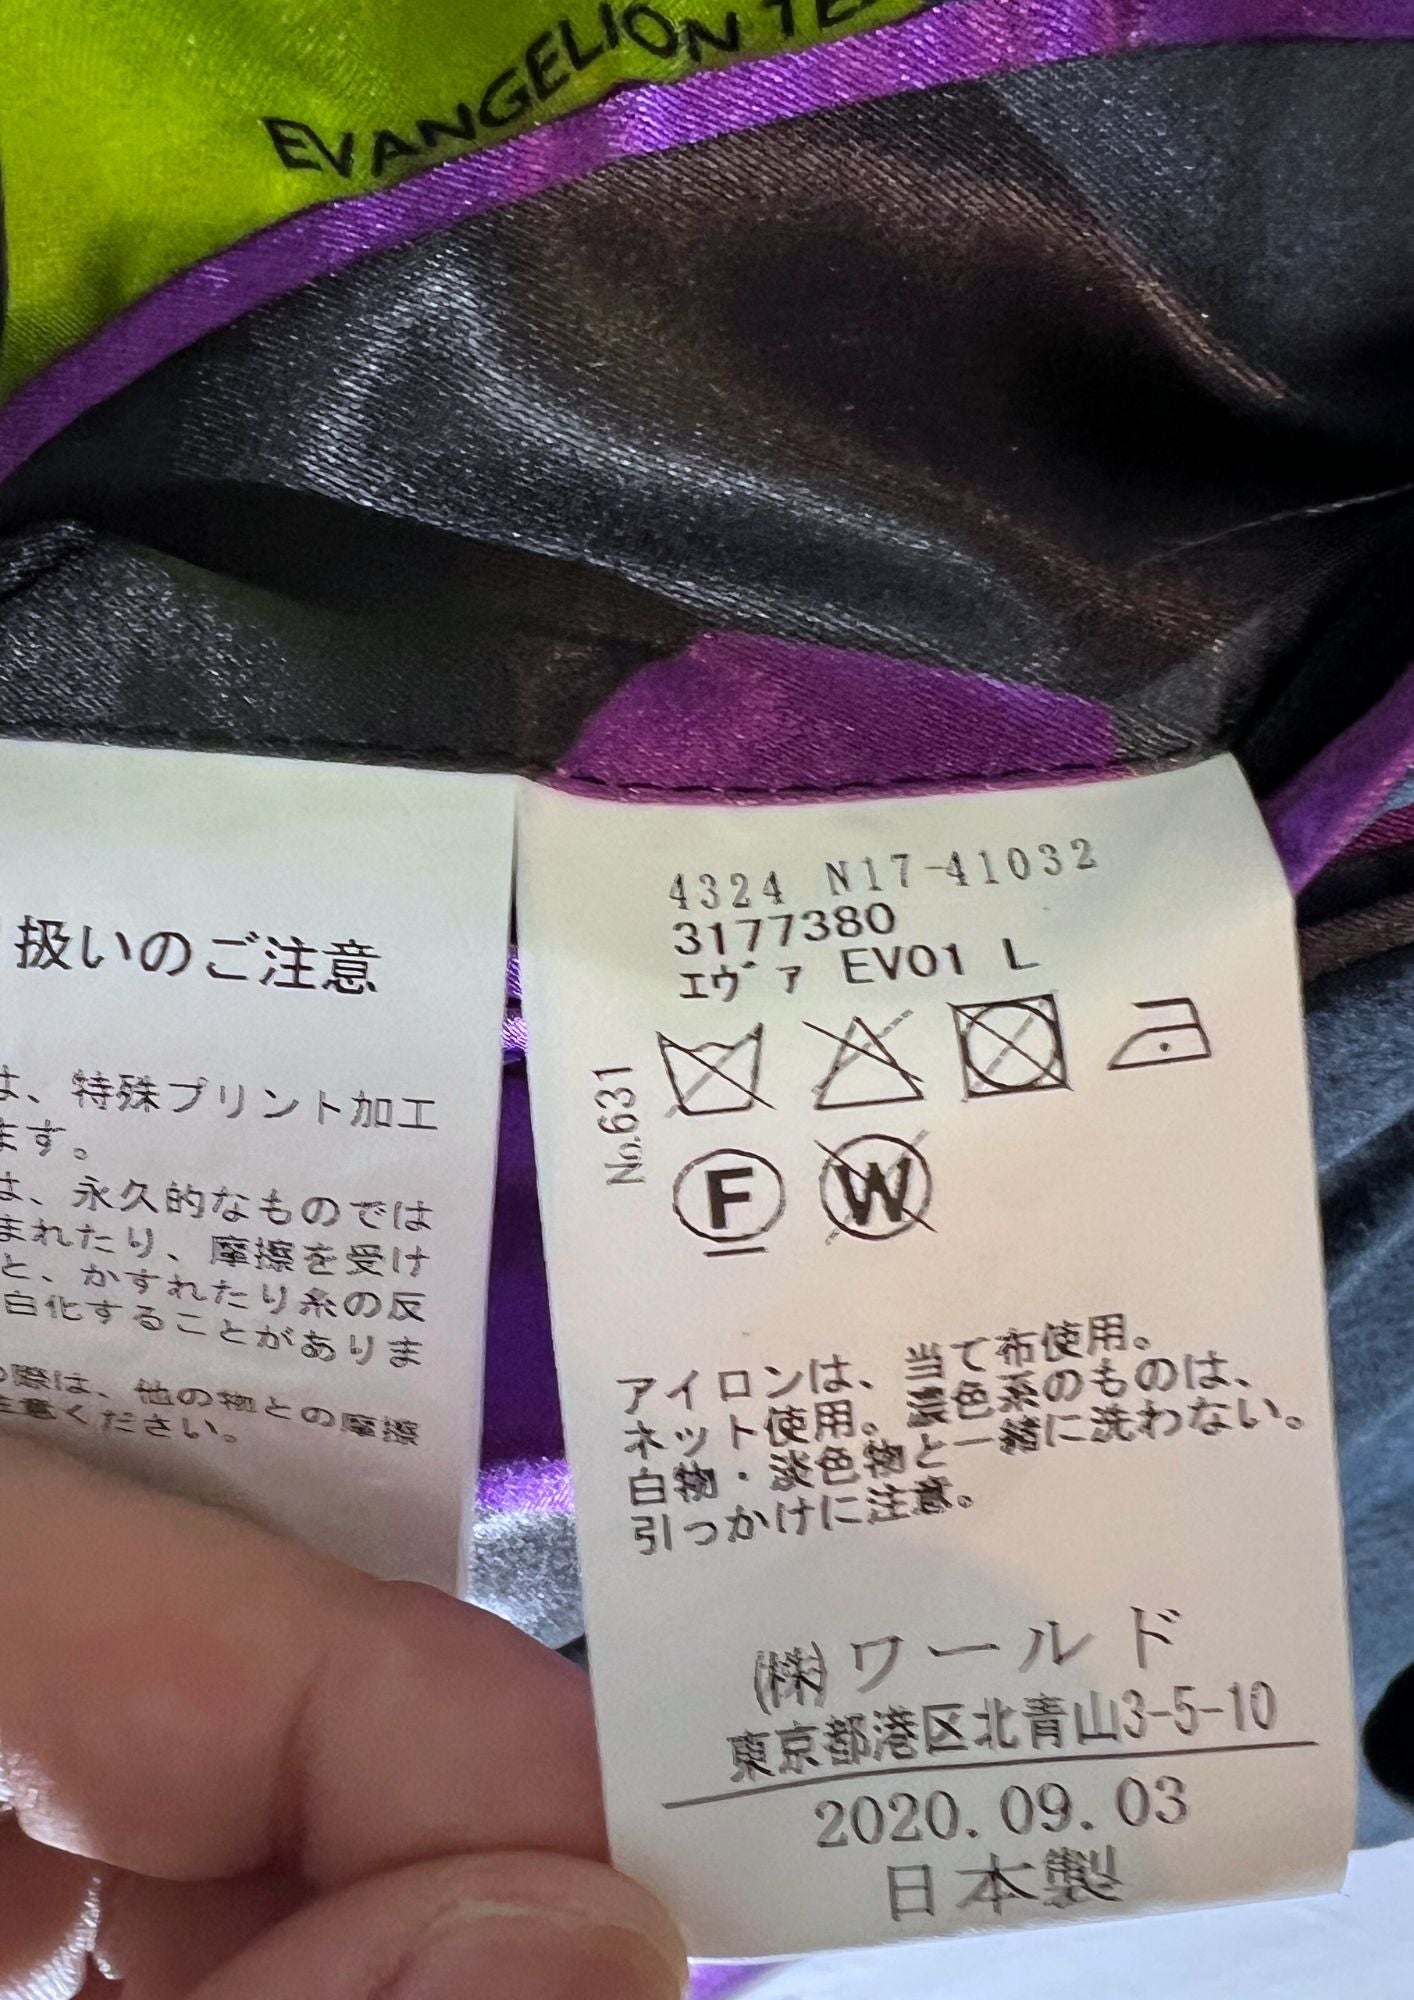 EVANGELION TE
扱いのご注意
は、特殊プリント加工
ます。
は、永久的なものでは
まれたり、摩擦を受け
と、かすれたり糸の反
白化することがありま
の際は、他の物との摩擦
注意ください。
4324 N17-41032
3177380
ｴｳﾞｧ EV01 L
No.631
F
W
アイロンは、当て布使用。
ネット使用。濃色系のものは、
白物・淡色物と一緒に洗わない。
引っかけに注意。
㈱ワールド
東京都港区北青山3-5-10
2020.09.03
日本製